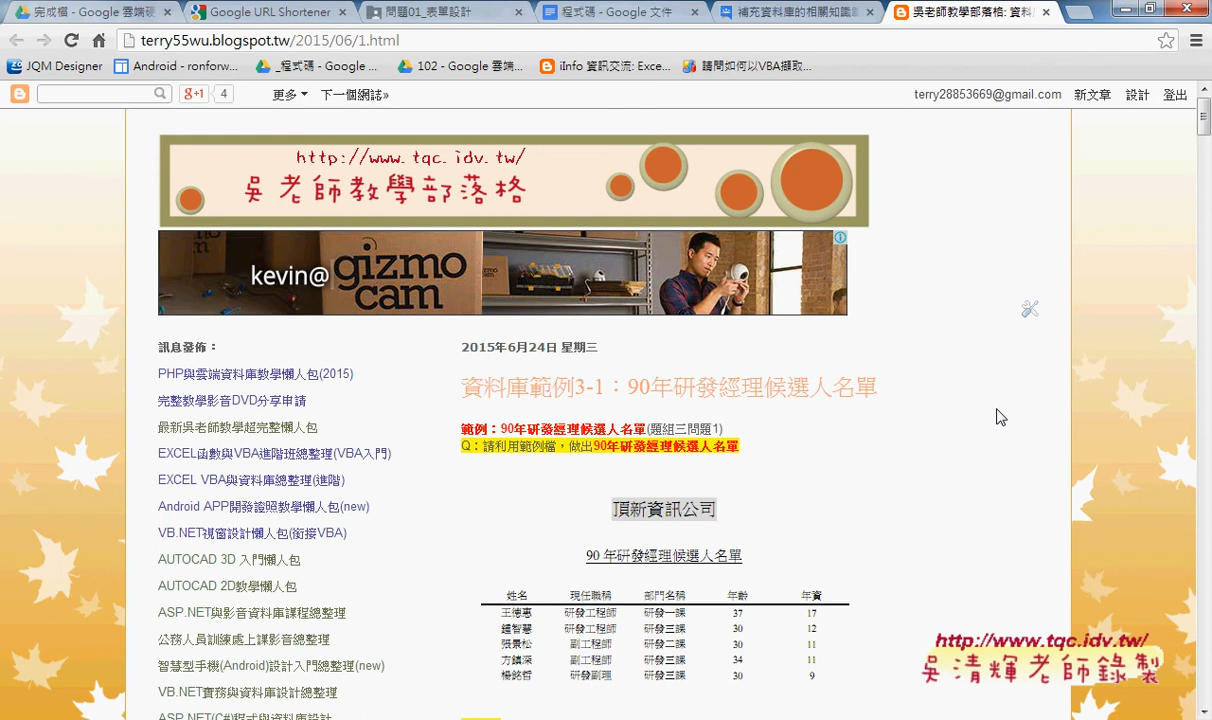 完成檔 - Google 雲端硬
Google URL Shortener
問題01_表單設計
程式碼 - Google 文件
補充資料庫的相關知識
吳老師教學部落格: 資料
terry55wu.blogspot.tw/2015/06/1.html
JQM Designer
Android - ronforw...
_程式碼 - Google ...
102 - Google 雲端...
iInfo 資訊交流: Exce...
請問如何以VBA擷取...
g+1 4
更多
下一個網誌»
terry28853669@gmail.com
新文章
設計
登出
http://www.tqc.idv.tw/
吳老師教學部落格
kevin@gizmo
cam
訊息發佈：
PHP與雲端資料庫教學懶人包(2015)
完整教學影音DVD分享申請
最新吳老師教學超完整懶人包
EXCEL函數與VBA進階班總整理(VBA入門)
EXCEL VBA與資料庫總整理(進階)
Android APP開發證照教學懶人包(new)
VB.NET視窗設計懶人包(銜接VBA)
AUTOCAD 3D 入門懶人包
AUTOCAD 2D教學懶人包
ASP.NET與影音資料庫課程總整理
公務人員訓練處上課影音總整理
智慧型手機(Android)設計入門總整理(new)
VB.NET實務與資料庫設計總整理
ASP.NET(C#)程式與資料庫設計
2015年6月24日 星期三
資料庫範例3-1：90年研發經理候選人名單
範例：90年研發經理候選人名單(題組三問題1)
Q：請利用範例檔，做出90年研發經理候選人名單
頂新資訊公司
90 年研發經理候選人名單
姓名 現任職稱 部門名稱 年齡 年資
王德惠 研發工程師 研發一課 37 17
鍾智慧 研發工程師 研發三課 30 12
張景松 副工程師 研發二課 30 11
方鎮深 副工程師 研發三課 34 11
楊銘哲 研發副理 研發三課 30 9
http://www.tqc.idv.tw/
吳清輝老師錄製